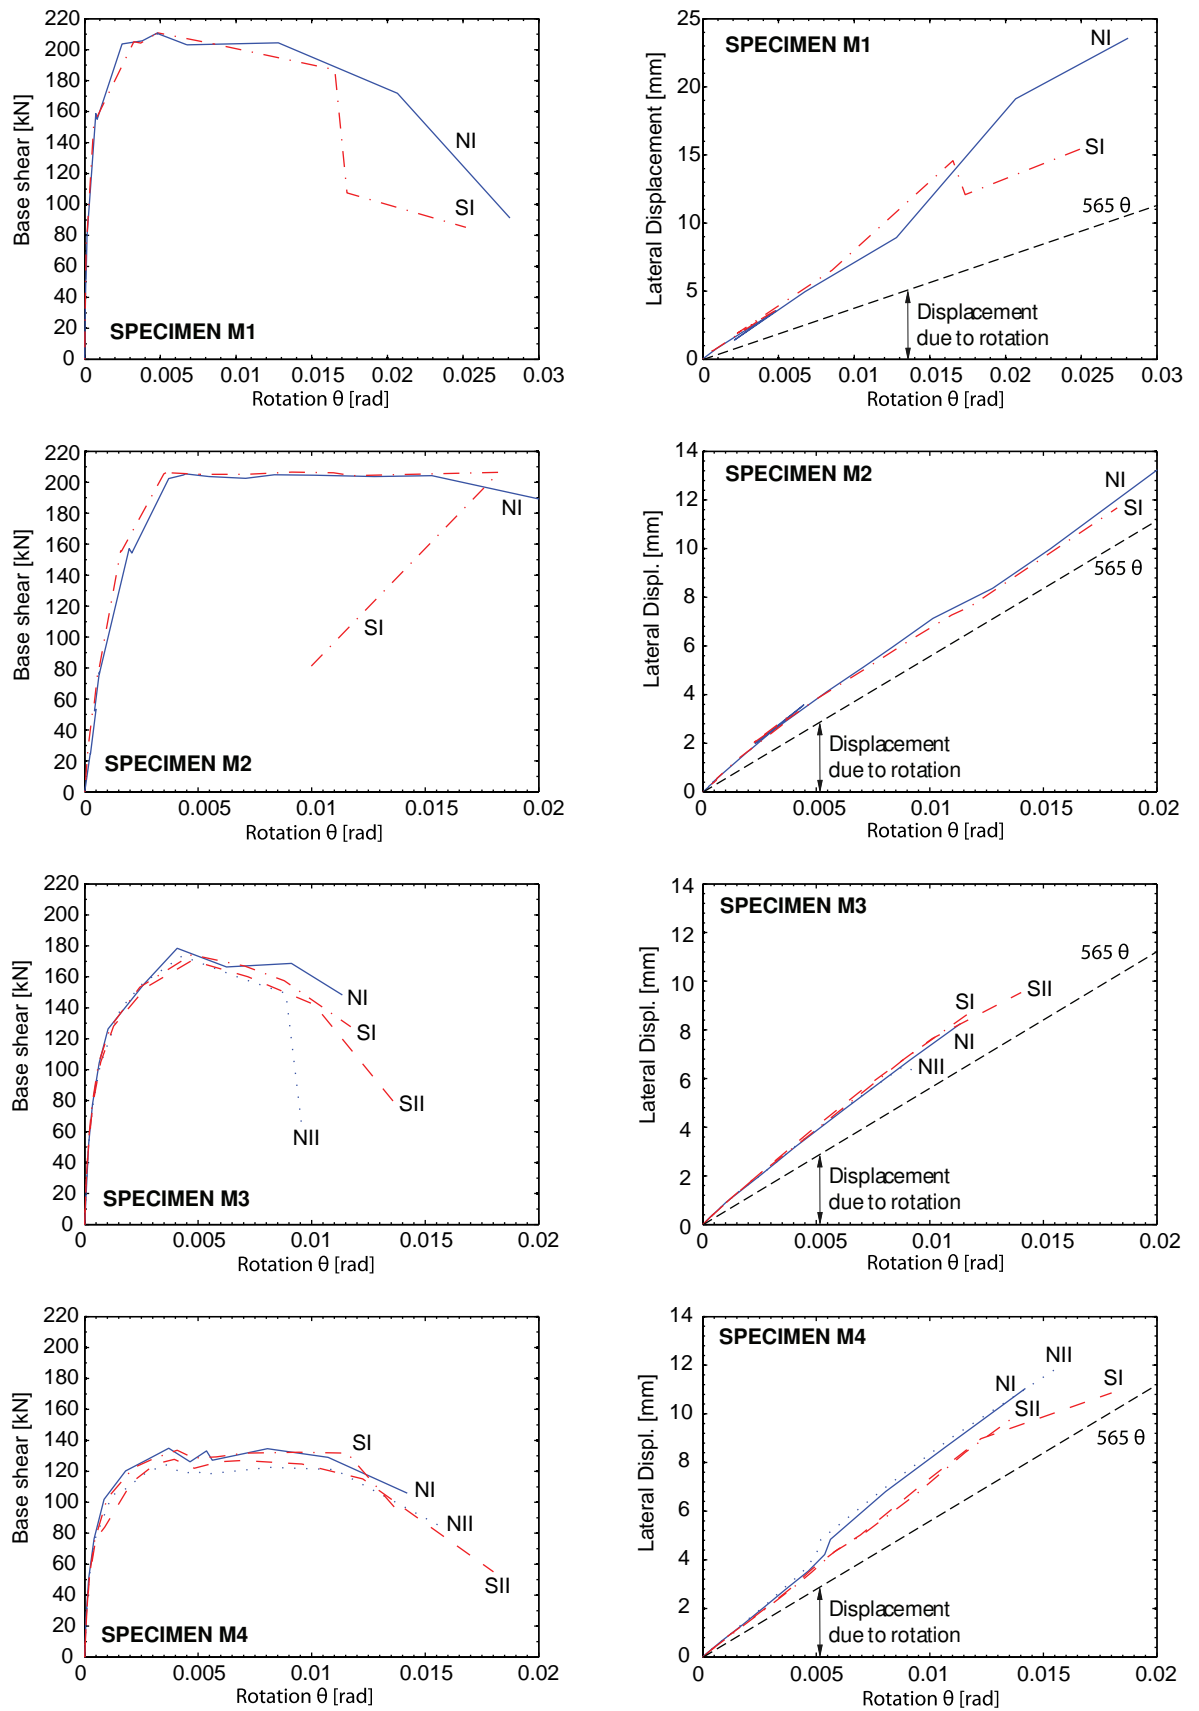 220
200
180
160
140
120
100
80
60
40
20
0
Base shear [kN]
NI
SI
SPECIMEN M1
0 0.005 0.01 0.015 0.02 0.025 0.03
Rotation θ [rad]
25
20
15
10
5
0
Lateral Displacement [mm]
SPECIMEN M1
NI
SI
565 θ
Displacement
due to rotation
0 0.005 0.01 0.015 0.02 0.025 0.03
Rotation θ [rad]
220
200
180
160
140
120
100
80
60
40
20
0
Base shear [kN]
NI
SI
SPECIMEN M2
0 0.005 0.01 0.015 0.02
Rotation θ [rad]
14
12
10
8
6
4
2
0
Lateral Displ. [mm]
SPECIMEN M2
NI
SI
565 θ
Displacement
due to rotation
0 0.005 0.01 0.015 0.02
Rotation θ [rad]
220
200
180
160
140
120
100
80
60
40
20
0
Base shear [kN]
NI
SI
SII
NII
SPECIMEN M3
0 0.005 0.01 0.015 0.02
Rotation θ [rad]
14
12
10
8
6
4
2
0
Lateral Displ. [mm]
SPECIMEN M3
565 θ
SII
SI
NI
NII
Displacement
due to rotation
0 0.005 0.01 0.015 0.02
Rotation θ [rad]
220
200
180
160
140
120
100
80
60
40
20
0
Base shear [kN]
SI
NI
NII
SII
SPECIMEN M4
0 0.005 0.01 0.015 0.02
Rotation θ [rad]
14
12
10
8
6
4
2
0
Lateral Displ. [mm]
SPECIMEN M4
NII
NI
SI
SII
565 θ
Displacement
due to rotation
0 0.005 0.01 0.015 0.02
Rotation θ [rad]